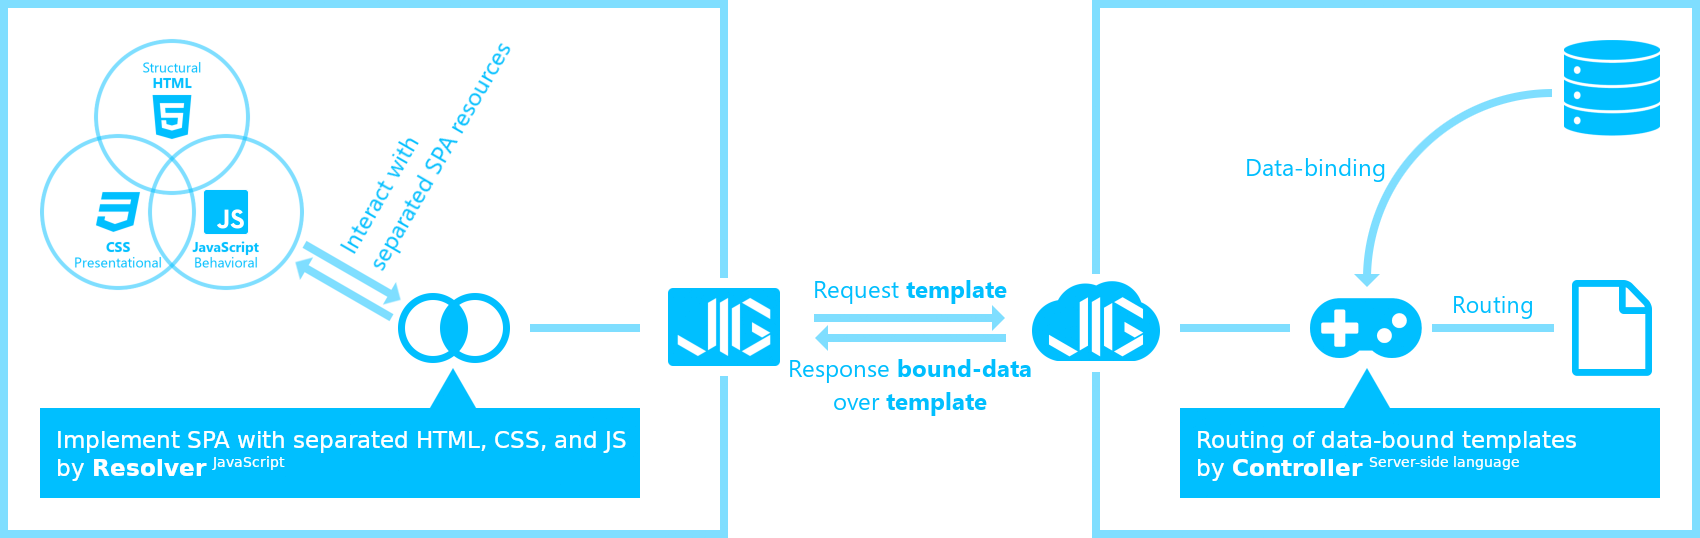 Structural
HTML
CSS
Presentational
JS
JavaScript
Behavioral
Interact with
separated SPA resources
Implement SPA with separated HTML, CSS, and JS
by Resolver JavaScript
JIG
Request template
Response bound-data
over template
JIG
Data-binding
Routing
Routing of data-bound templates
by Controller Server-side language